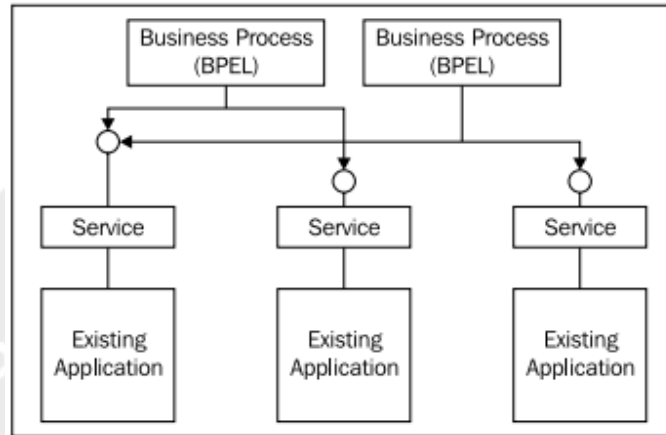 Business Process
(BPEL)
Business Process
(BPEL)
Service
Service
Service
Existing
Application
Existing
Application
Existing
Application